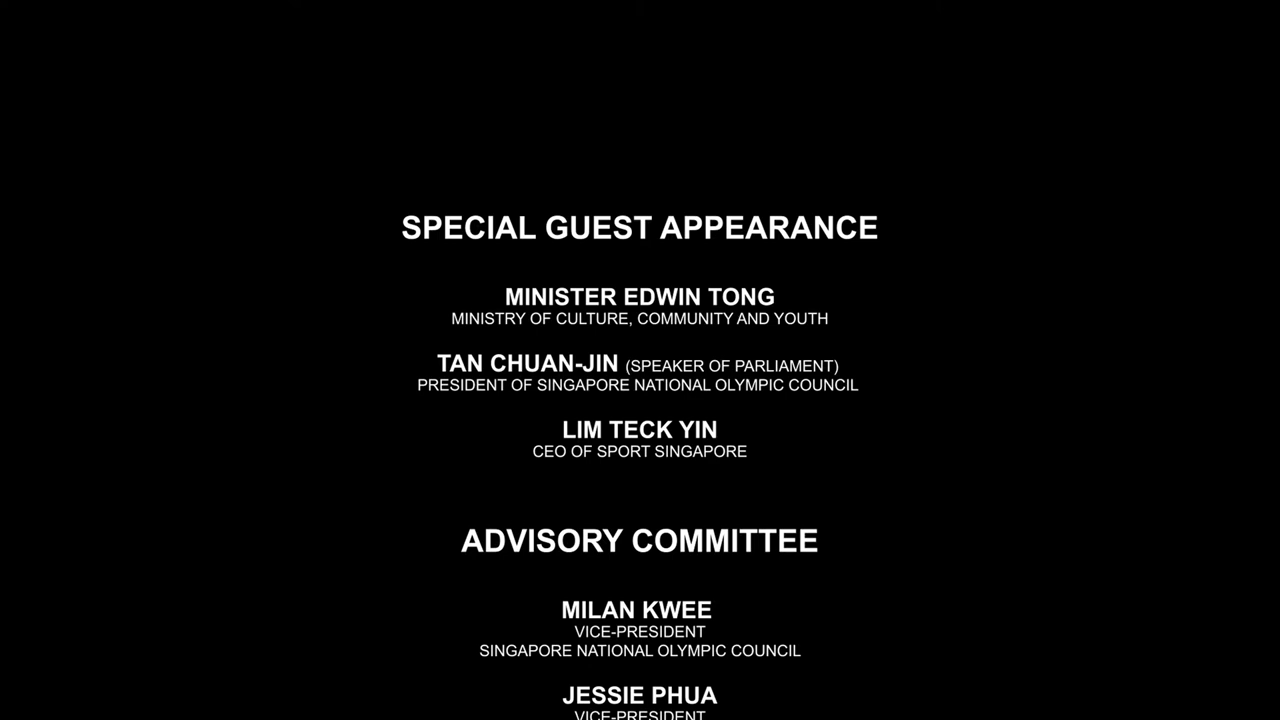 SPECIAL GUEST APPEARANCE
MINISTER EDWIN TONG
MINISTRY OF CULTURE, COMMUNITY AND YOUTH
TAN CHUAN-JIN (SPEAKER OF PARLIAMENT)
PRESIDENT OF SINGAPORE NATIONAL OLYMPIC COUNCIL
LIM TECK YIN
CEO OF SPORT SINGAPORE
ADVISORY COMMITTEE
MILAN KWEE
VICE-PRESIDENT
SINGAPORE NATIONAL OLYMPIC COUNCIL
JESSIE PHUA
VICE-PRESIDENT